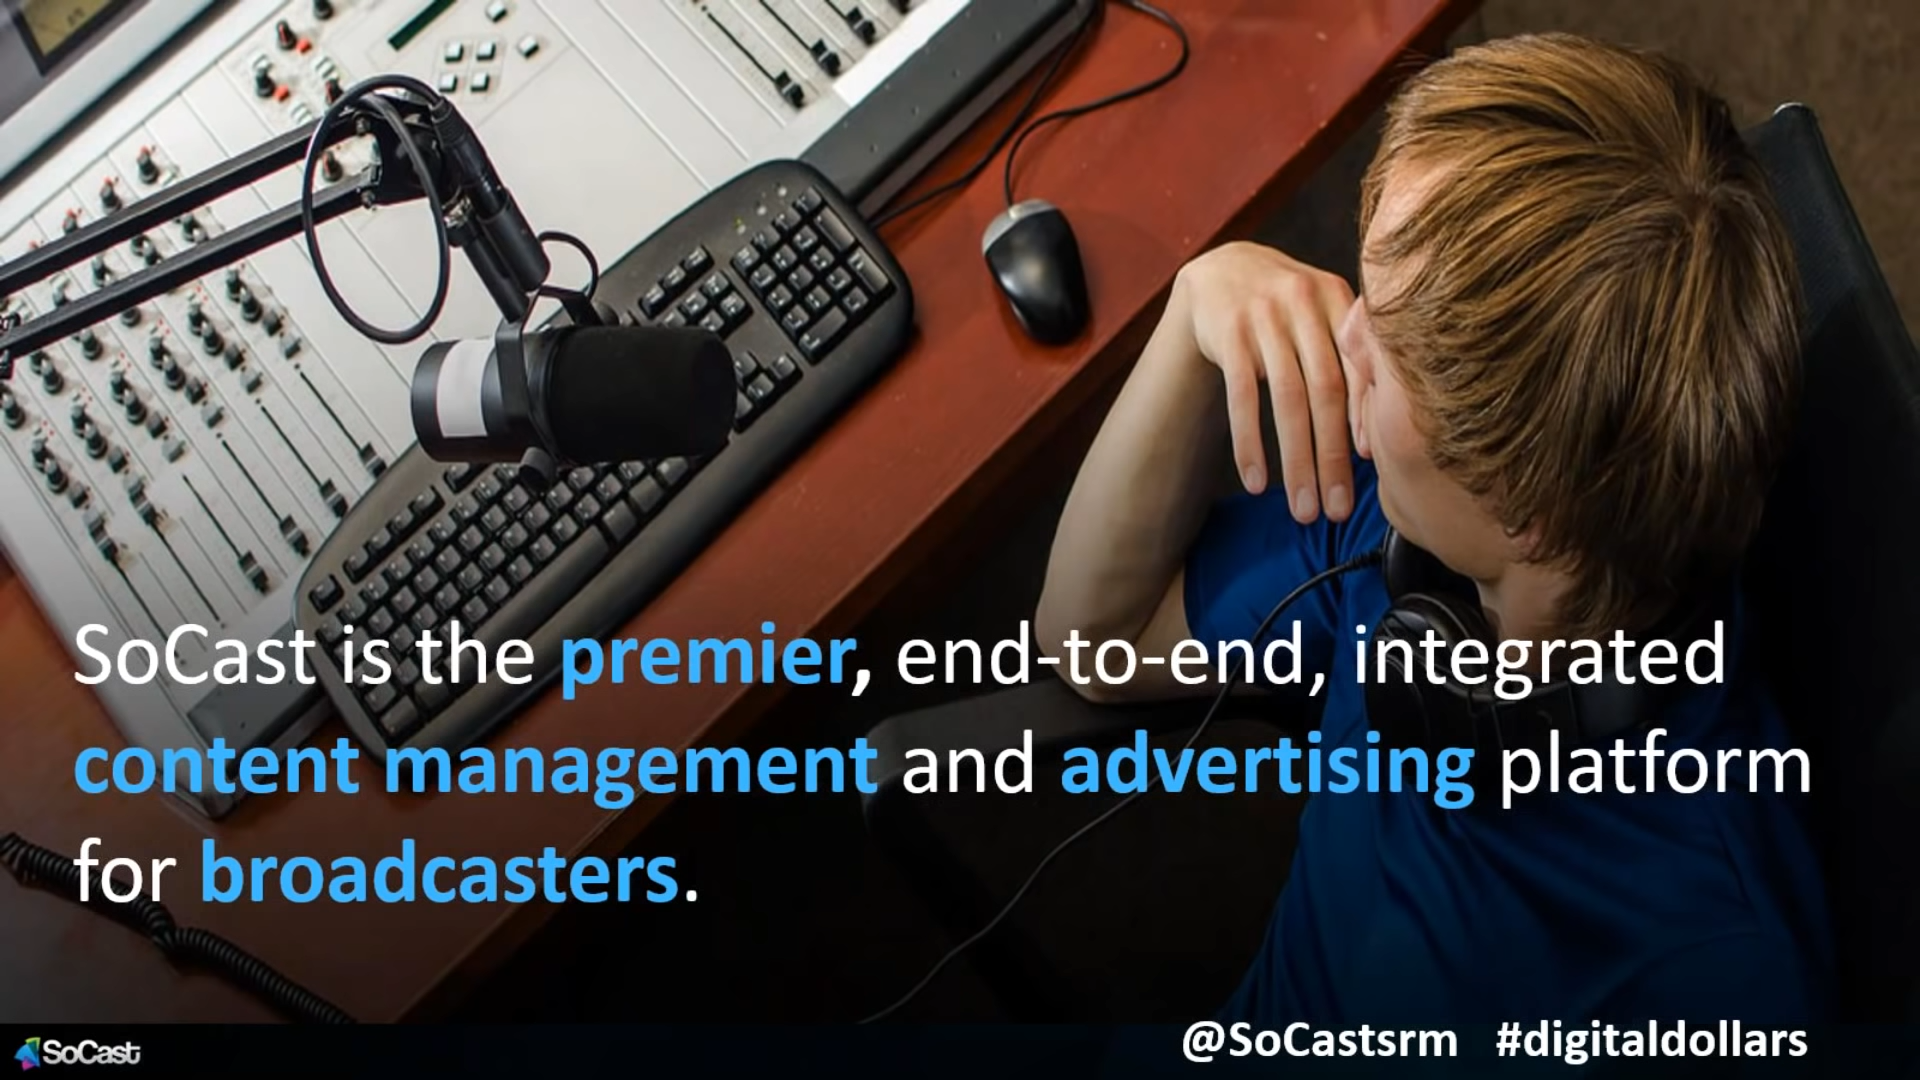 SoCast is the premier, end-to-end, integrated
content management and advertising platform
for broadcasters.
SoCast
@SoCastsrm #digitaldollars